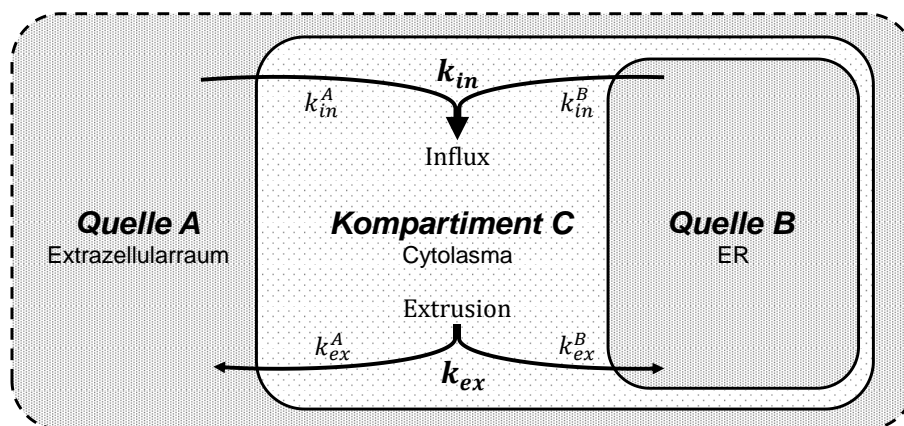 k_in
k_in^A
k_in^B
Influx
Quelle A
Extrazellularraum
Kompartiment C
Cytolasma
Quelle B
ER
Extrusion
k_ex^A
k_ex^B
k_ex